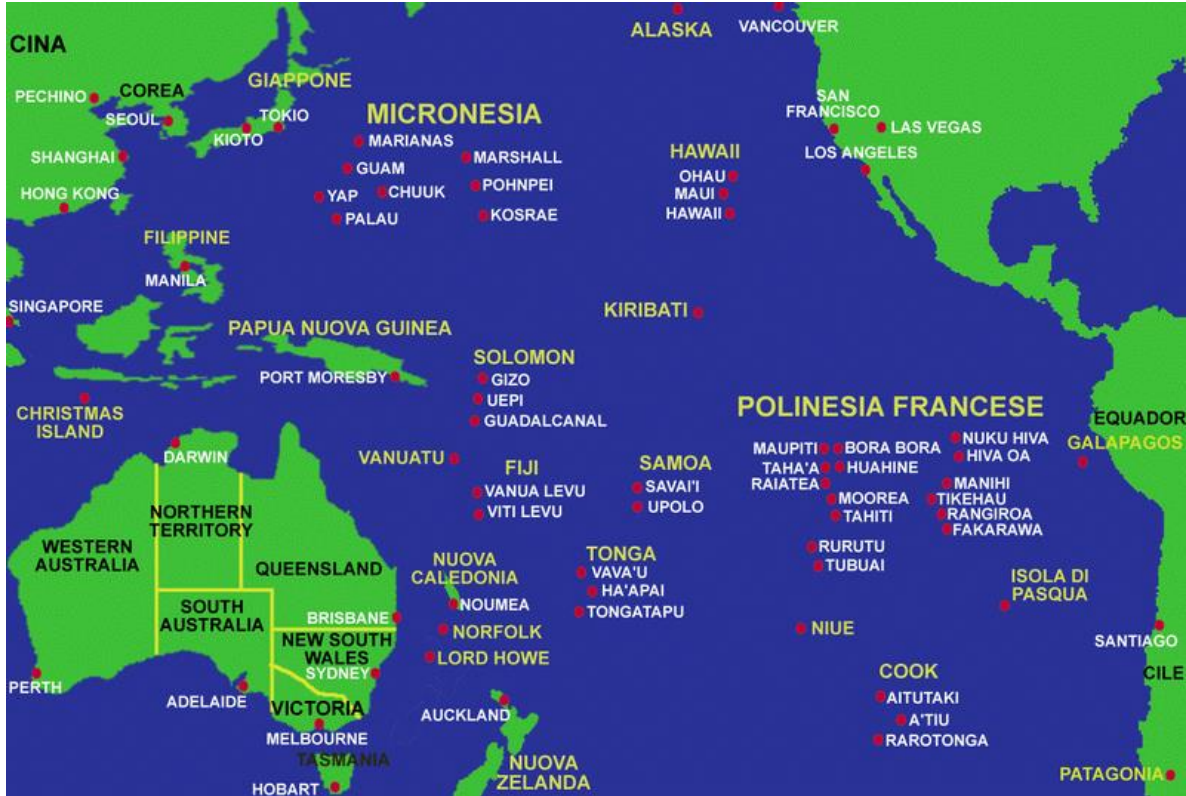 CINA
ALASKA
VANCOUVER
PECHINO
COREA
GIAPPONE
SEOUL
TOKIO
KIOTO
MICRONESIA
SAN
FRANCISCO
LAS VEGAS
LOS ANGELES
SHANGHAI
HONG KONG
MARIANAS
GUAM
YAP
CHUUK
PALAU
MARSHALL
POHNPEI
KOSRAE
HAWAII
OHAU
MAUI
HAWAII
FILIPPINE
MANILA
SINGAPORE
PAPUA NUOVA GUINEA
PORT MORESBY
KIRIBATI
SOLOMON
GIZO
UEPI
GUADALCANAL
CHRISTMAS
ISLAND
DARWIN
VANUATU
FIJI
VANUA LEVU
VITI LEVU
SAMOA
SAVAI'I
UPOLO
POLINESIA FRANCESE
MAUPITI
BORA BORA
TAHA'A
HUAHINE
RAIATEA
MOOREA
TAHITI
NUKU HIVA
HIVA OA
MANIHI
TIKEHAU
RANGIROA
FAKARAWA
RURUTU
TUBUAI
EQUADOR
GALAPAGOS
NORTHERN
TERRITORY
WESTERN
AUSTRALIA
QUEENSLAND
SOUTH
AUSTRALIA
BRISBANE
NEW SOUTH
WALES
SYDNEY
PERTH
ADELAIDE
VICTORIA
MELBOURNE
TASMANIA
HOBART
NUOVA
CALEDONIA
NOUMEA
NORFOLK
LORD HOWE
TONGA
VAVA'U
HA'APAI
TONGATAPU
NIUE
ISOLA DI
PASQUA
SANTIAGO
CILE
COOK
AITUTAKI
A'TIU
RAROTONGA
AUCKLAND
NUOVA
ZELANDA
PATAGONIA